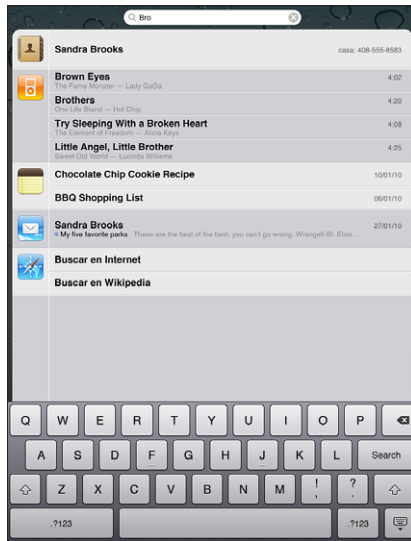 Bro
Sandra Brooks casa: 408-555-8583
Brown Eyes 4:02
The Fame Monster — Lady GaGa
Brothers 4:20
One Life Stand — Hot Chip
Try Sleeping With a Broken Heart 4:08
The Element of Freedom — Alicia Keys
Little Angel, Little Brother 4:25
Sweet Old World — Lucinda Williams
Chocolate Chip Cookie Recipe 10/01/10
BBQ Shopping List 06/01/10
Sandra Brooks 27/01/10
My five favorite parks These are the best of the best, you can't go wrong. Wrangell-St. Elias...
Buscar en Internet
Buscar en Wikipedia
Q W E R T Y U I O P
A S D F G H J K L Search
Z X C V B N M ! , ? .
.?123 .?123